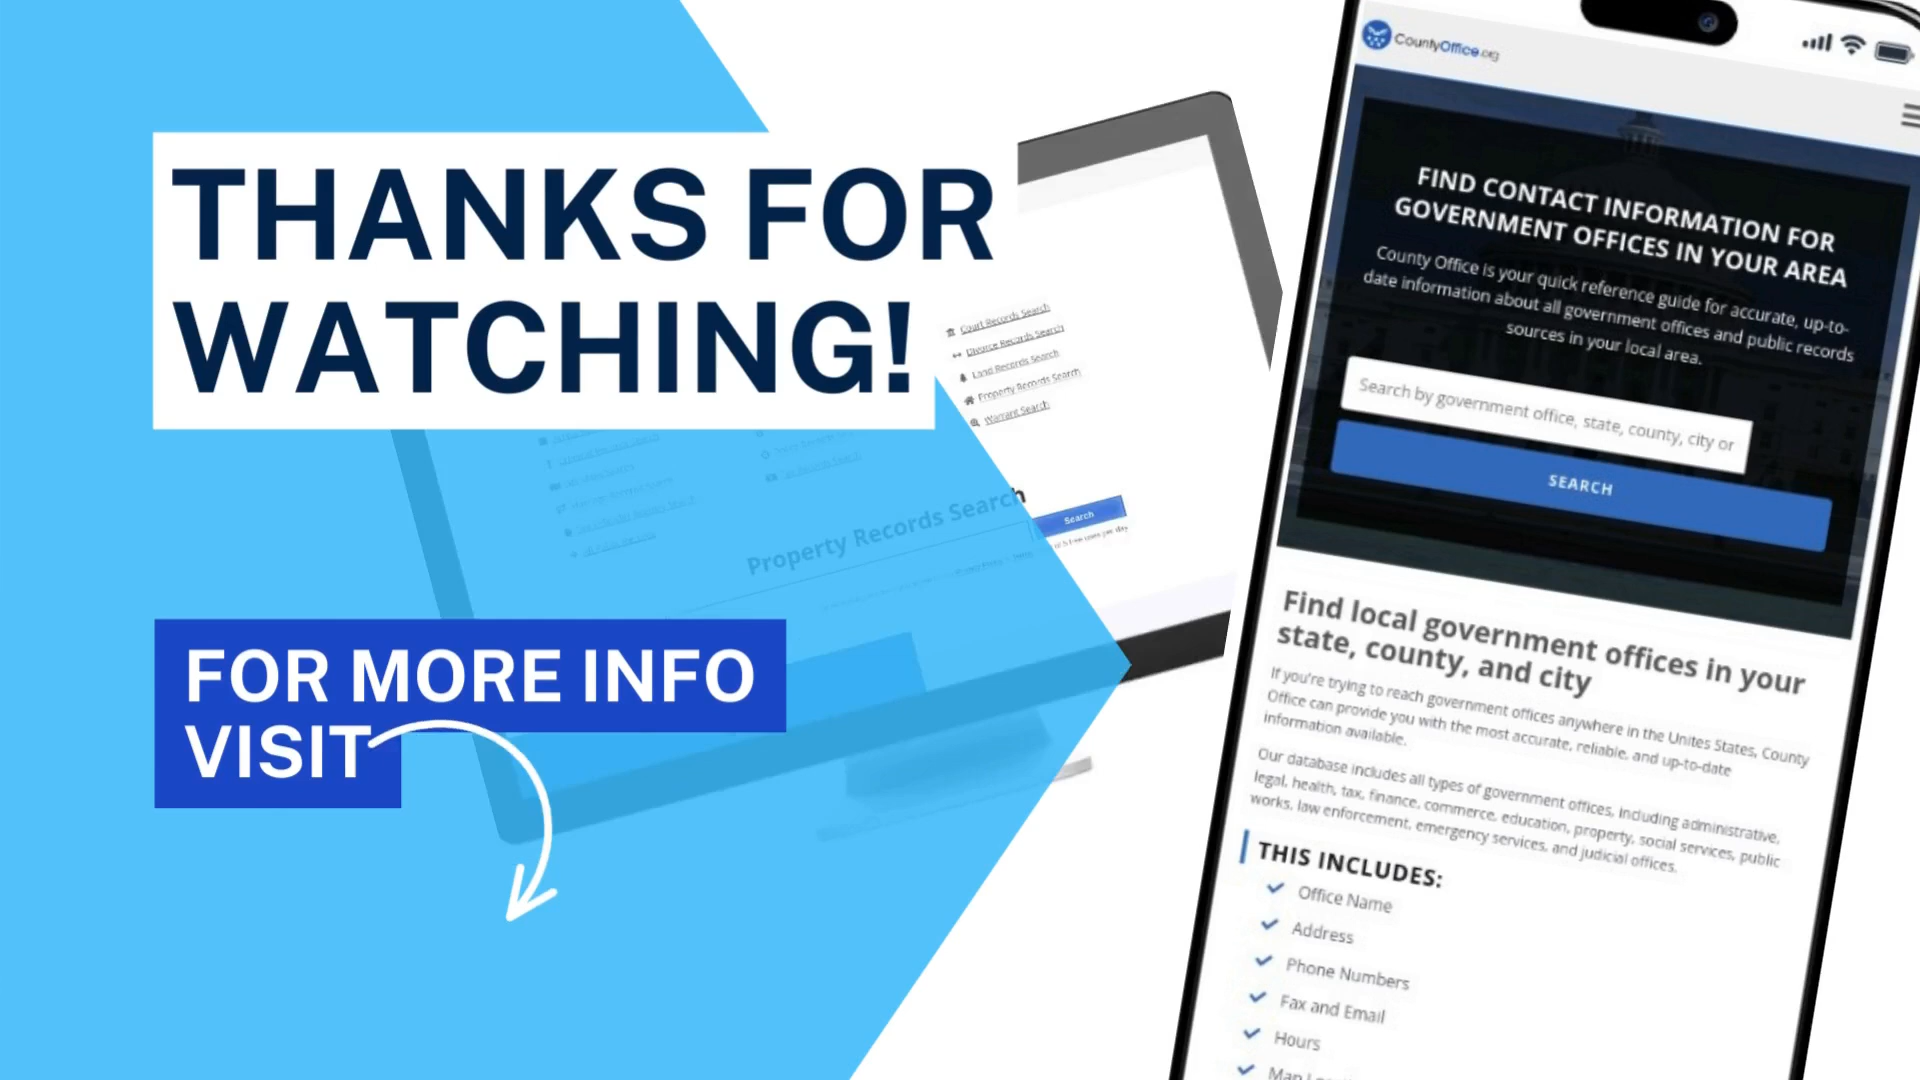 THANKS FOR
WATCHING!
FOR MORE INFO
VISIT
Court Records Search
Divorce Records Search
Land Records Search
Property Records Search
Warrant Search
Property Records Search
Search
CountyOffice.org
FIND CONTACT INFORMATION FOR
GOVERNMENT OFFICES IN YOUR AREA
County Office is your quick reference guide for accurate, up-to-
date information about all government offices and public records
sources in your local area.
Search by government office, state, county, city or
SEARCH
Find local government offices in your
state, county, and city
If you're trying to reach government offices anywhere in the Unites States, County
Office can provide you with the most accurate, reliable, and up-to-date
information available.
Our database includes all types of government offices, including administrative,
legal, health, tax, finance, commerce, education, property, social services, public
works, law enforcement, emergency services, and judicial offices.
THIS INCLUDES:
Office Name
Address
Phone Numbers
Fax and Email
Hours